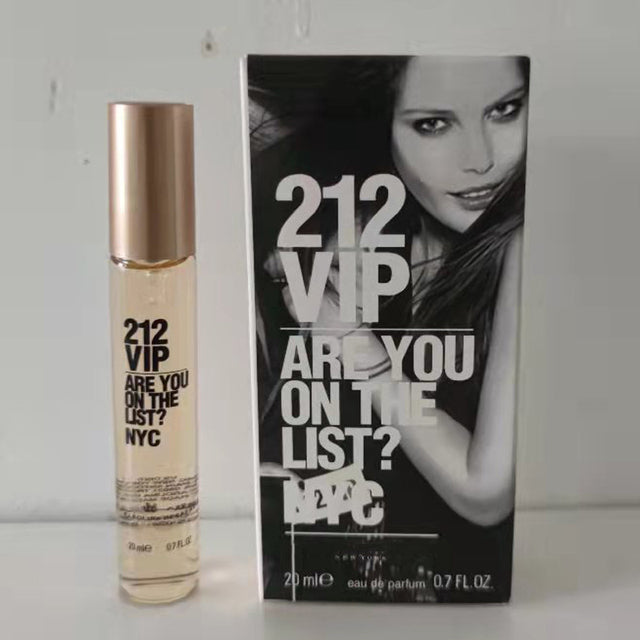 212
VIP
ARE YOU
ON THE
LIST?
NYC
20 ml e 0.7 FL.OZ
212
VIP
ARE YOU
ON THE
LIST?
NYC
NEW YORK
20 ml e eau de parfum 0.7 FL.OZ.